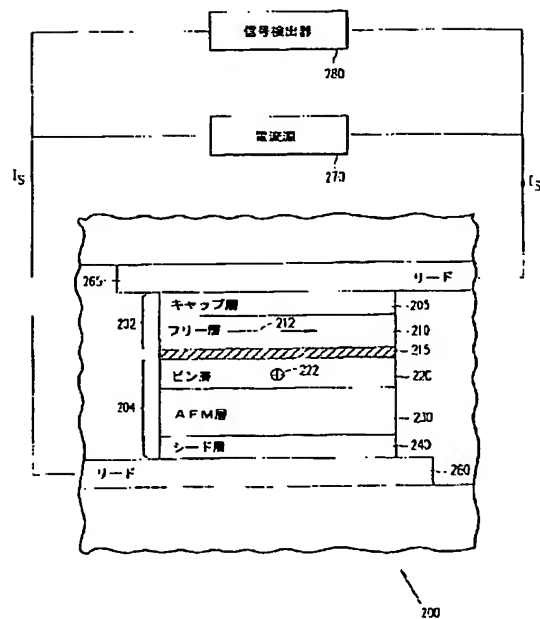 信号検出器
280
電流源
270
IS
IS
265
リード
キャップ層
205
202
フリー層
212
210
215
ピン層
222
220
204
AFM層
230
シード層
240
リード
260
200